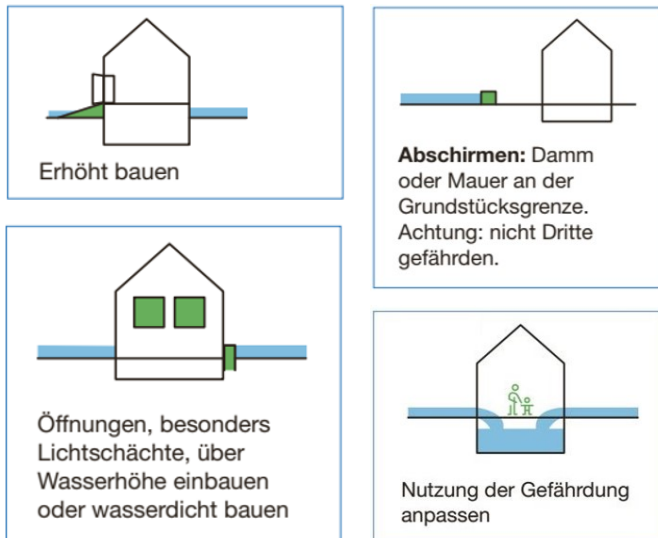 Erhöht bauen
Abschirmen: Damm
oder Mauer an der
Grundstücksgrenze.
Achtung: nicht Dritte
gefährden.
Öffnungen, besonders
Lichtschächte, über
Wasserhöhe einbauen
oder wasserdicht bauen
Nutzung der Gefährdung
anpassen